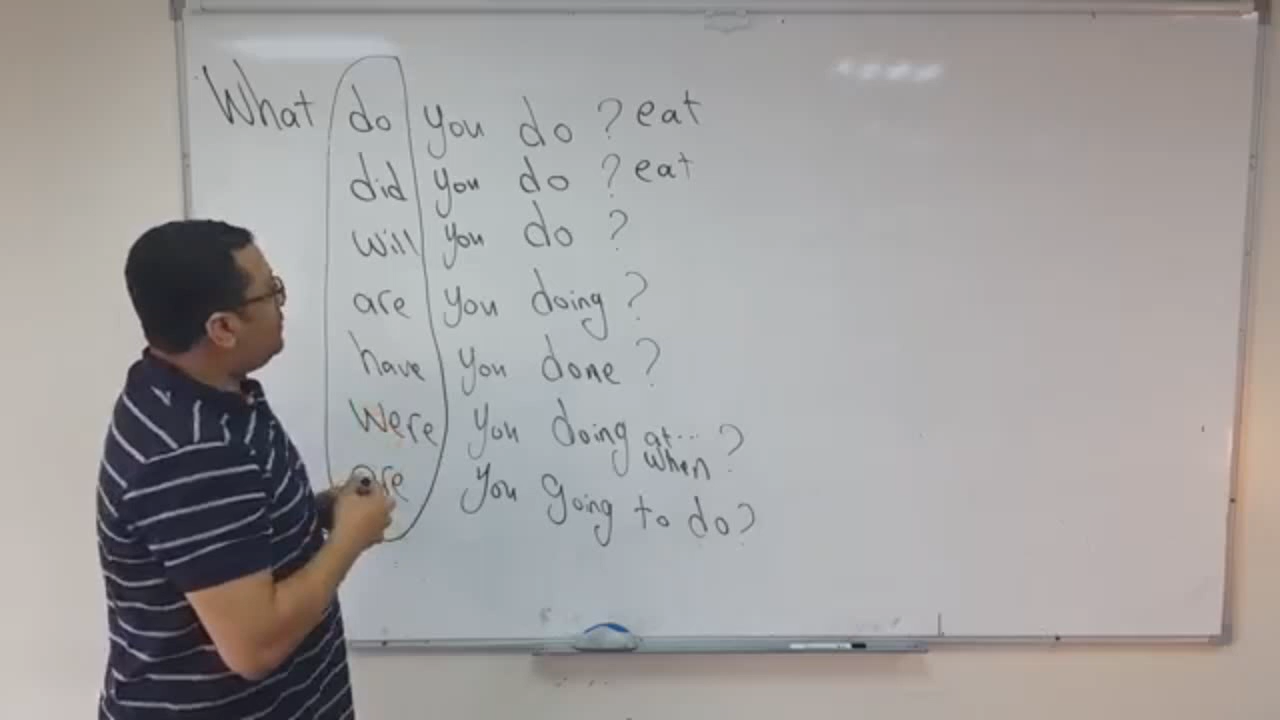 What do you do ? eat
did you do ? eat
will you do ?
are you doing ?
have you done ?
were you doing at... ?
when
are you going to do ?